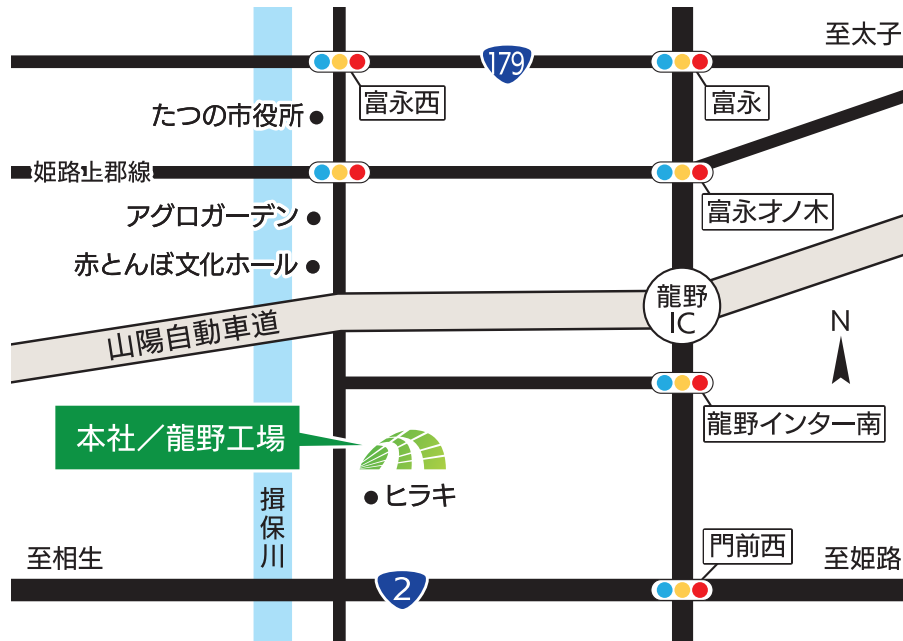 至太子
179
富永西
富永
たつの市役所
姫路上郡線
アグロガーデン
富永才ノ木
赤とんぼ文化ホール
龍野
IC
山陽自動車道
N
本社／龍野工場
龍野インター南
ヒラキ
揖保川
門前西
至相生
至姫路
2